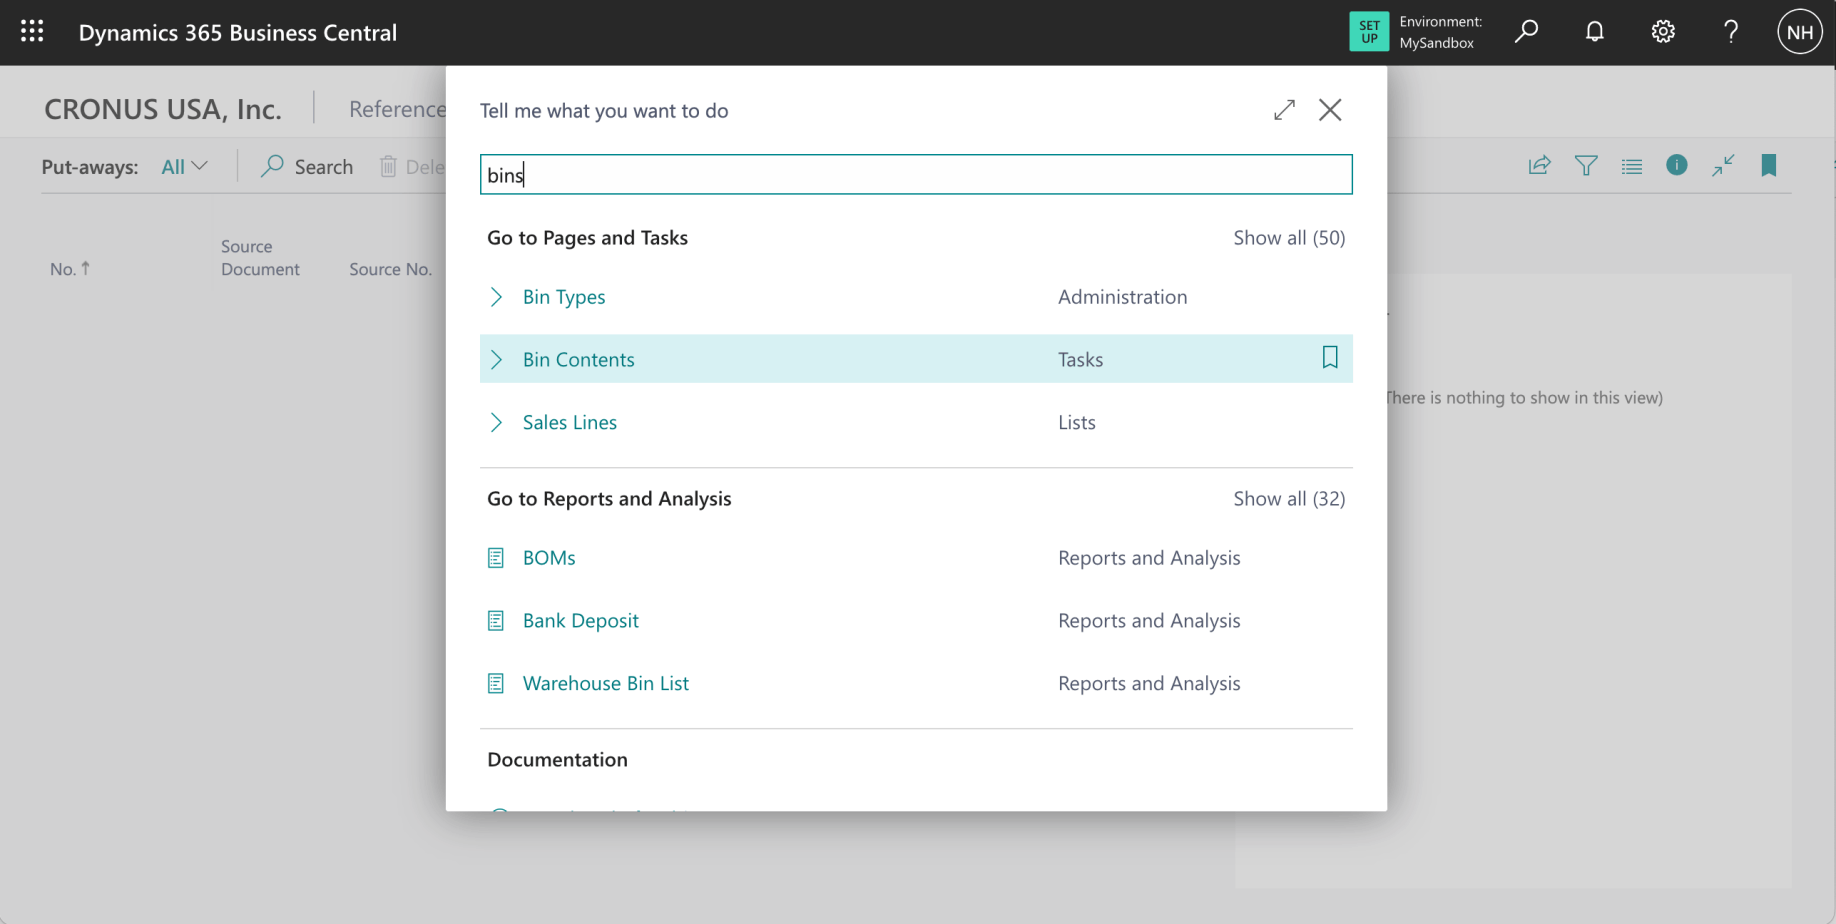 Dynamics 365 Business Central
SET UP
Environment:
MySandbox
NH
CRONUS USA, Inc.
Reference
Put-aways:
All
Search
Dele
No. ↑
Source
Document
Source No.
Tell me what you want to do
bins
Go to Pages and Tasks
Show all (50)
Bin Types
Administration
Bin Contents
Tasks
Sales Lines
Lists
Go to Reports and Analysis
Show all (32)
BOMs
Reports and Analysis
Bank Deposit
Reports and Analysis
Warehouse Bin List
Reports and Analysis
Documentation
There is nothing to show in this view)